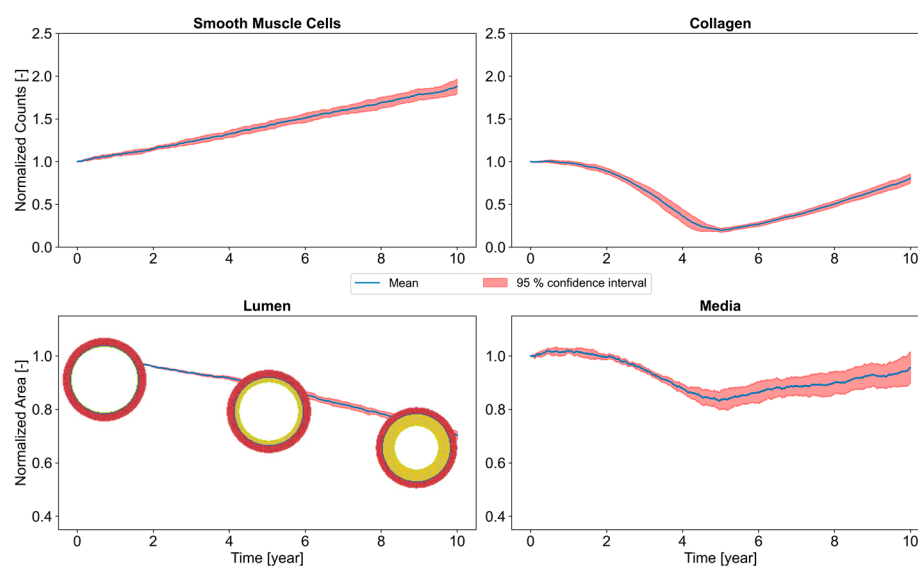 Smooth Muscle Cells
Collagen
Normalized Counts [-]
2.5
2.0
1.5
1.0
0.5
0.0
0 2 4 6 8 10
2.5
2.0
1.5
1.0
0.5
0.0
0 2 4 6 8 10
Mean
95 % confidence interval
Lumen
Media
Normalized Area [-]
1.0
0.8
0.6
0.4
0 2 4 6 8 10
Time [year]
1.0
0.8
0.6
0.4
0 2 4 6 8 10
Time [year]